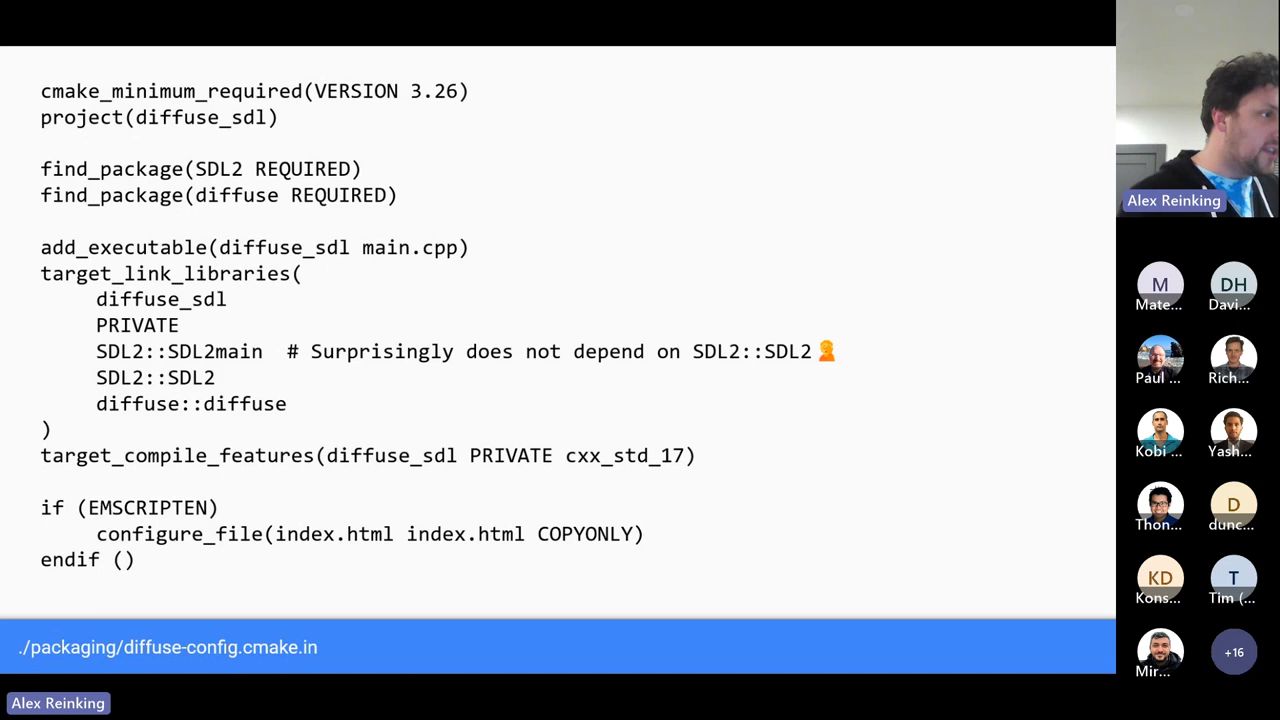 cmake_minimum_required(VERSION 3.26)
project(diffuse_sdl)
find_package(SDL2 REQUIRED)
find_package(diffuse REQUIRED)
add_executable(diffuse_sdl main.cpp)
target_link_libraries(
diffuse_sdl
PRIVATE
SDL2::SDL2main # Surprisingly does not depend on SDL2::SDL2
SDL2::SDL2
diffuse::diffuse
)
target_compile_features(diffuse_sdl PRIVATE cxx_std_17)
if (EMSCRIPTEN)
configure_file(index.html index.html COPYONLY)
endif ()
./packaging/diffuse-config.cmake.in
Alex Reinking
Alex Reinking
M
DH
Mate...
Davi...
Paul ...
Rich...
Kobi ...
Yash...
D
Thon...
dunc...
KD
T
Kons...
Tim (...
+16
Mir...